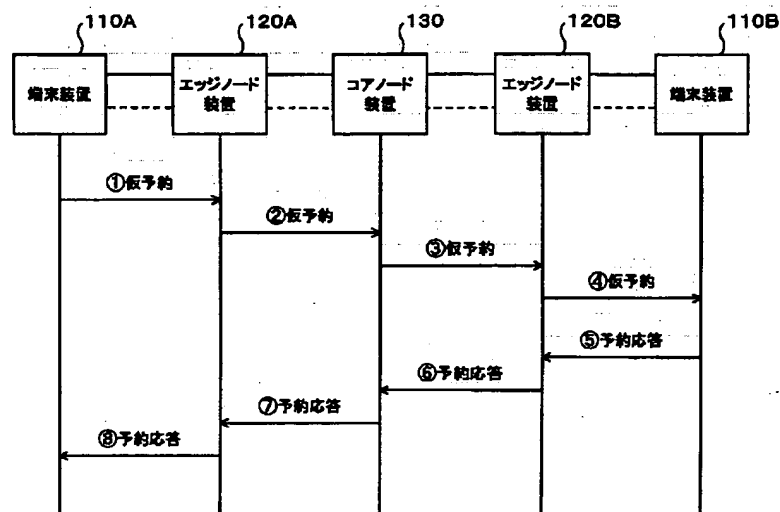 110A
120A
130
120B
110B
端末装置
エッジノード
装置
コアノード
装置
エッジノード
装置
端末装置
①仮予約
②仮予約
③仮予約
④仮予約
⑤予約応答
⑥予約応答
⑦予約応答
⑧予約応答